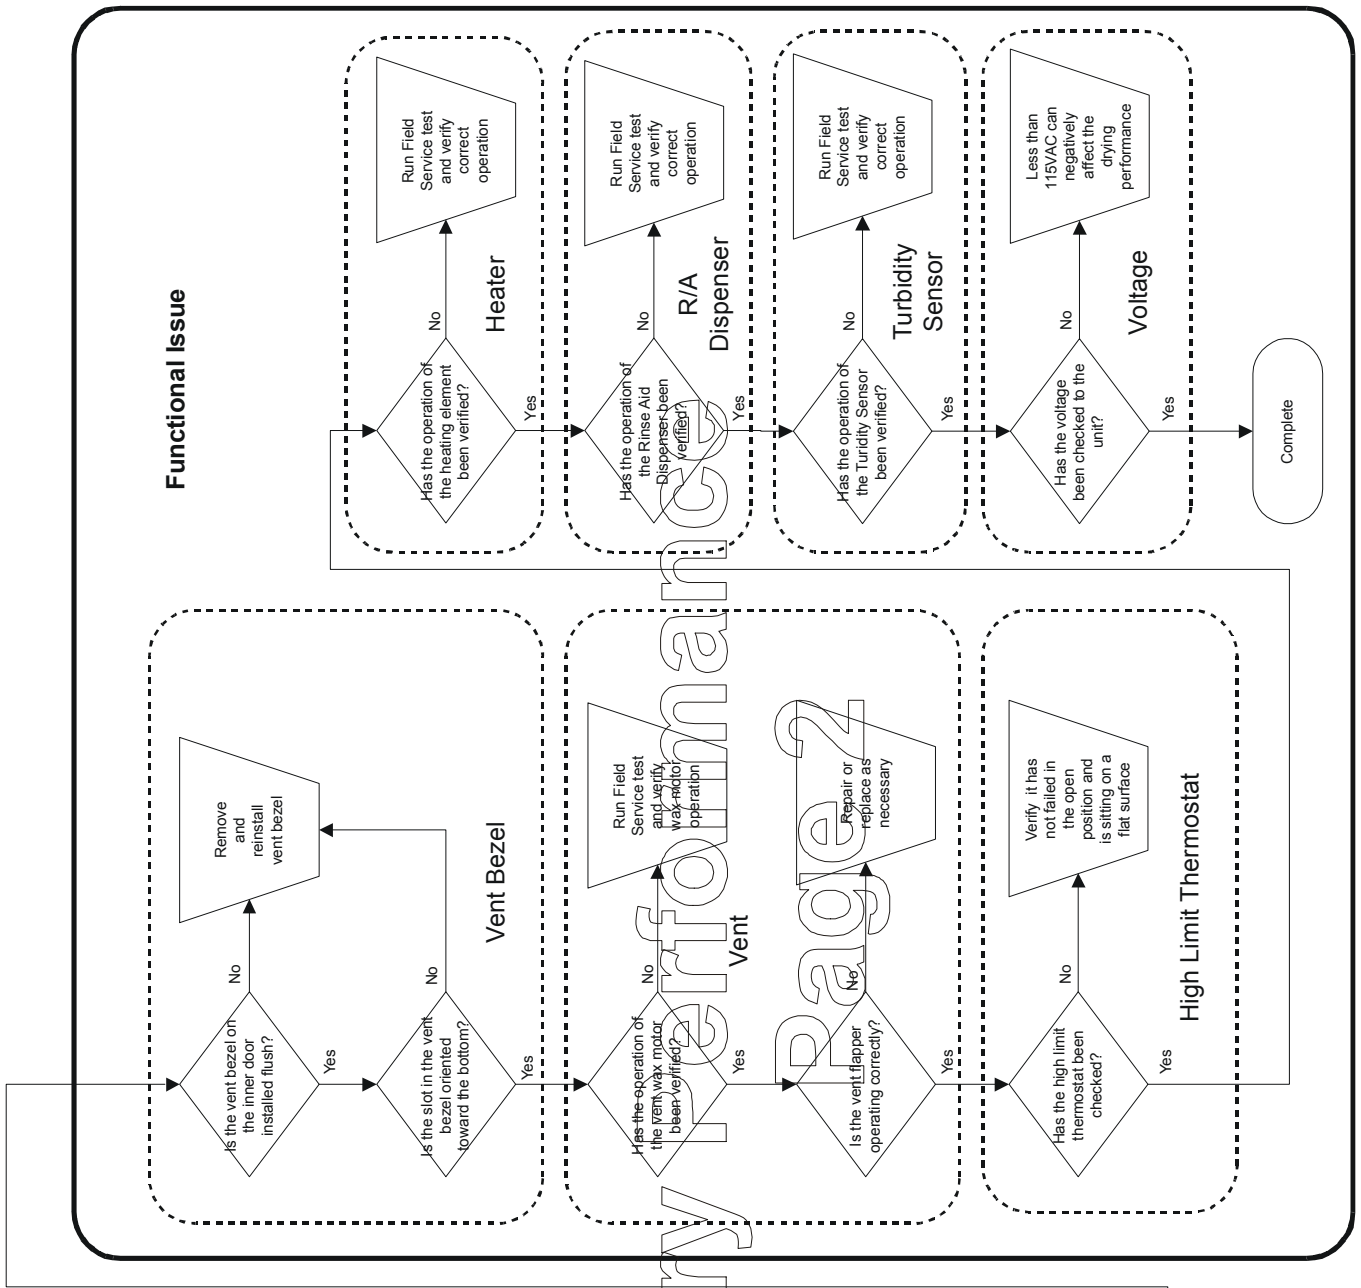 Functional Issue
Is the vent bezel on
the inner door
installed flush?
No
Yes
Remove
and
reinstall
vent bezel
Is the slot in the vent
bezel oriented
toward the bottom?
No
Yes
Vent Bezel
Has the operation of
the vent wax motor
been verified?
No
Yes
Run Field
Service test
and verify
wax motor
operation
Vent
Is the vent flapper
operating correctly?
No
Yes
Repair or
replace as
necessary
Has the high limit
thermostat been
checked?
No
Yes
Verify it has
not failed in
the open
position and
is sitting on a
flat surface
High Limit Thermostat
Has the operation of
the heating element
been verified?
No
Yes
Run Field
Service test
and verify
correct
operation
Heater
Has the operation of
the Rinse Aid
Dispenser been
verified?
No
Yes
Run Field
Service test
and verify
correct
operation
R/A
Dispenser
Has the operation of
the Turidity Sensor
been verified?
No
Yes
Run Field
Service test
and verify
correct
operation
Turbidity
Sensor
Has the voltage
been checked to the
unit?
No
Yes
Less than
115VAC can
negatively
affect the
drying
performance
Voltage
Complete
ry Performance
Page 2